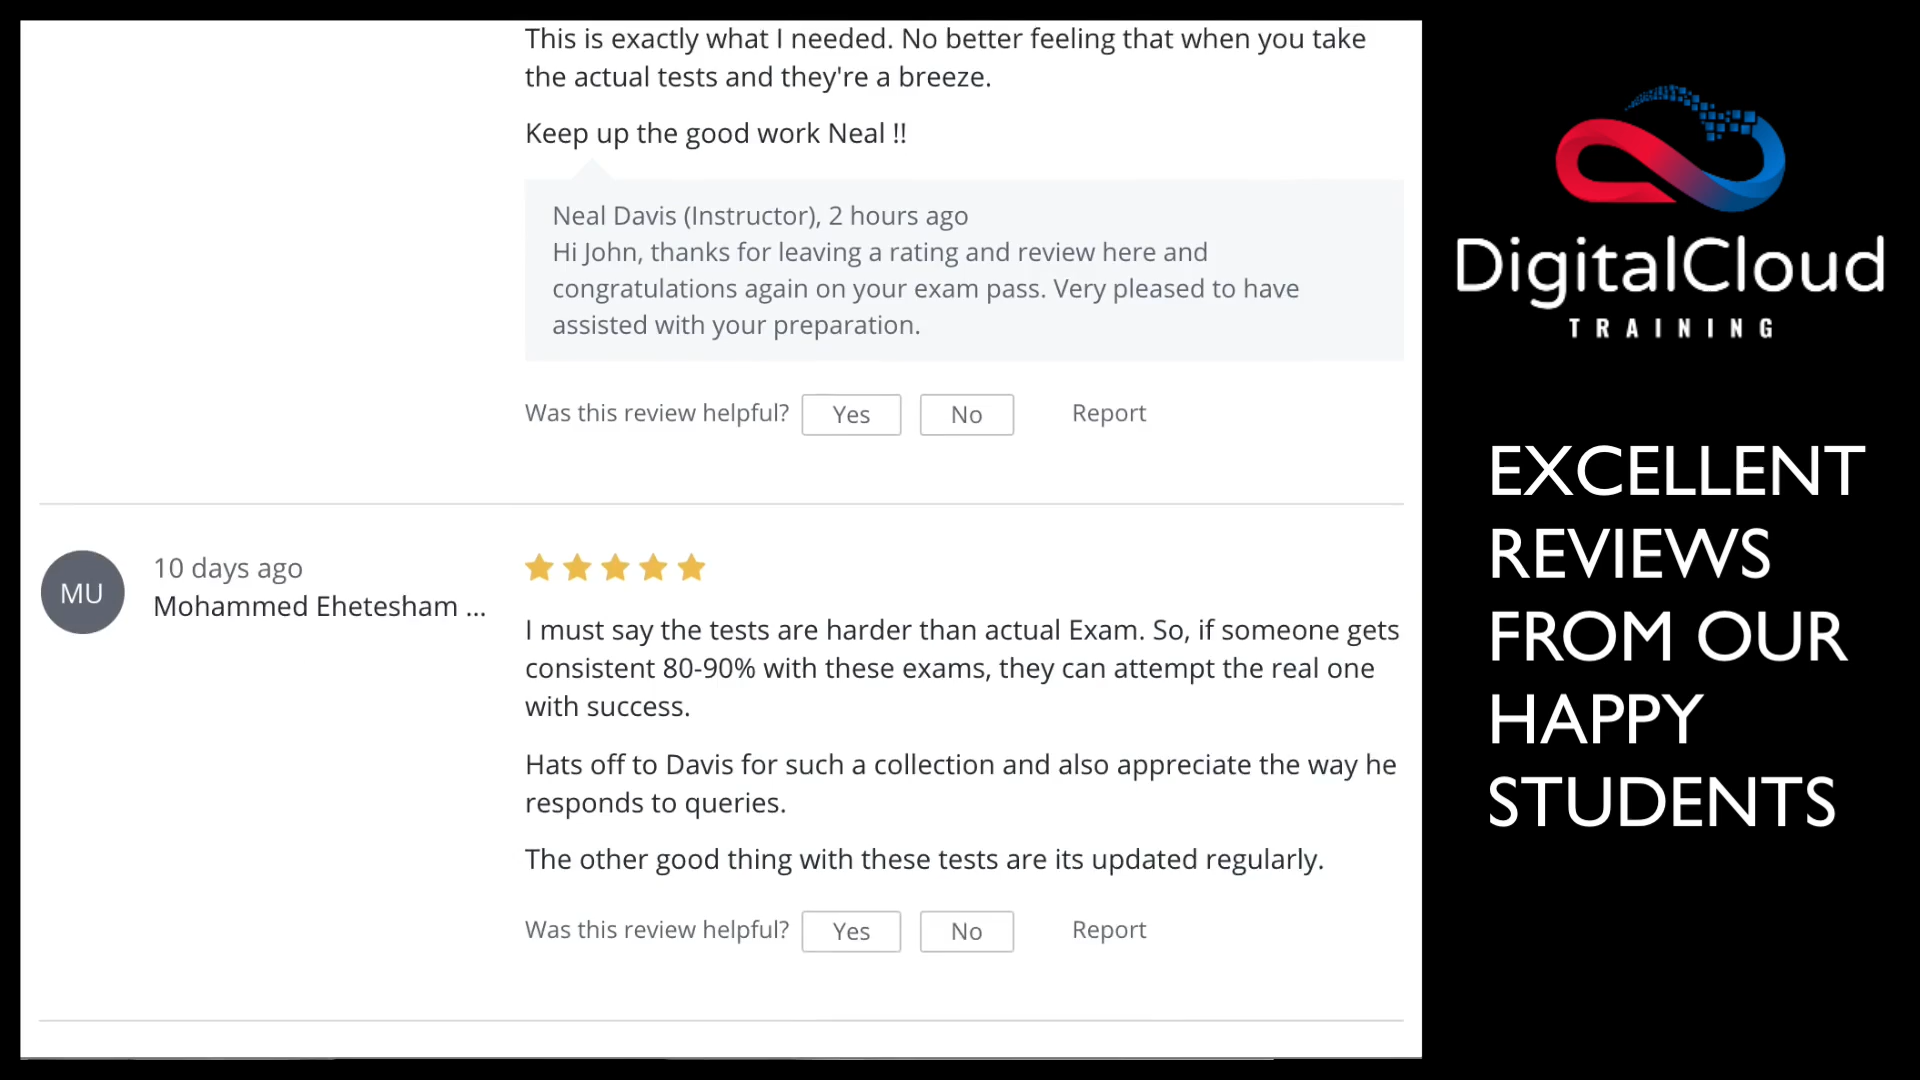 This is exactly what I needed. No better feeling that when you take
the actual tests and they're a breeze.
Keep up the good work Neal !!
Neal Davis (Instructor), 2 hours ago
Hi John, thanks for leaving a rating and review here and
congratulations again on your exam pass. Very pleased to have
assisted with your preparation.
Was this review helpful? Yes No Report
MU
10 days ago
Mohammed Ehetesham ...
I must say the tests are harder than actual Exam. So, if someone gets
consistent 80-90% with these exams, they can attempt the real one
with success.
Hats off to Davis for such a collection and also appreciate the way he
responds to queries.
The other good thing with these tests are its updated regularly.
Was this review helpful? Yes No Report
DigitalCloud
TRAINING
EXCELLENT
REVIEWS
FROM OUR
HAPPY
STUDENTS